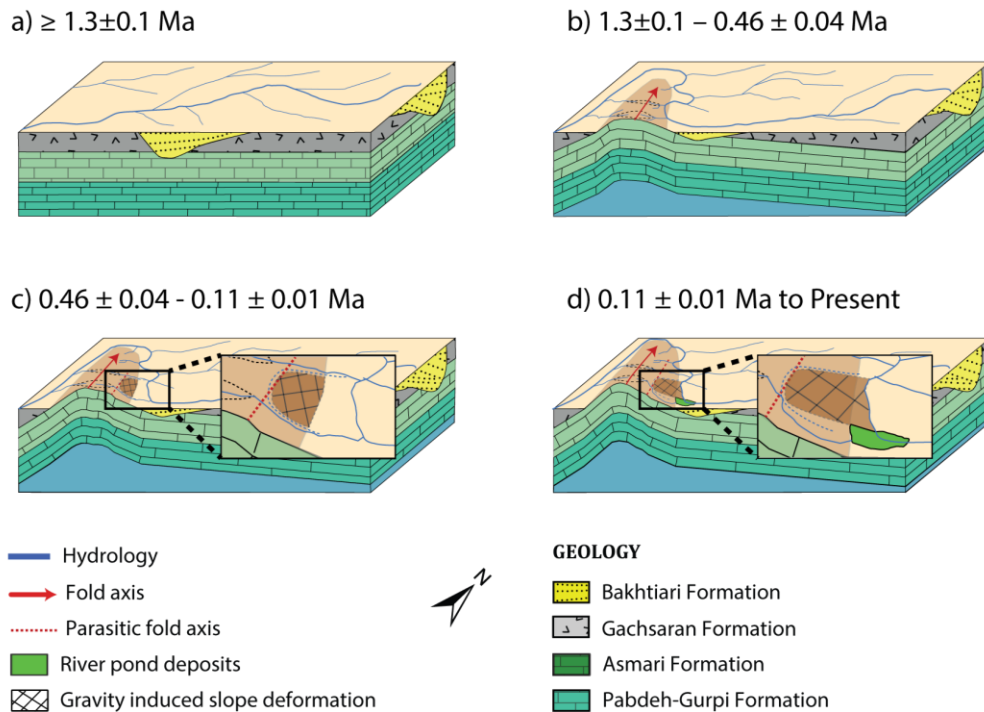 a) ≥ 1.3±0.1 Ma
b) 1.3±0.1 – 0.46 ± 0.04 Ma
c) 0.46 ± 0.04 - 0.11 ± 0.01 Ma
d) 0.11 ± 0.01 Ma to Present
Hydrology
Fold axis
Parasitic fold axis
River pond deposits
Gravity induced slope deformation
N
GEOLOGY
Bakhtiari Formation
Gachsaran Formation
Asmari Formation
Pabdeh-Gurpi Formation